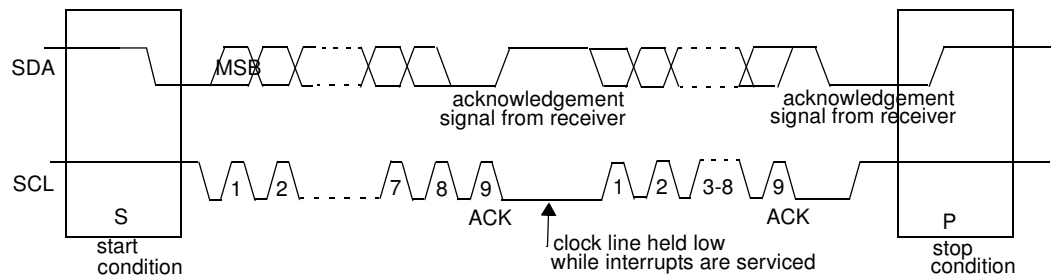 SDA
MSB
acknowledgement
signal from receiver
acknowledgement
signal from receiver
SCL
1 2 7 8 9 1 2 3-8 9
ACK
ACK
S
P
start
condition
clock line held low
while interrupts are serviced
stop
condition